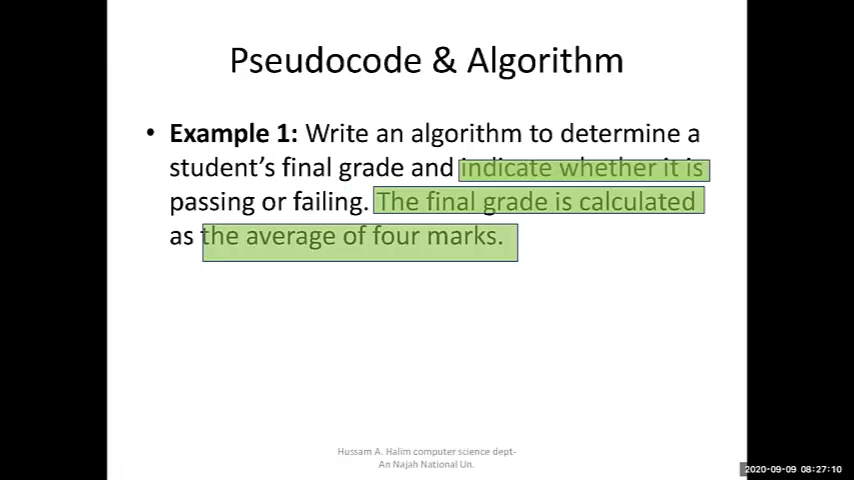 Pseudocode & Algorithm
• Example 1: Write an algorithm to determine a
student's final grade and indicate whether it is
passing or failing. The final grade is calculated
as the average of four marks.
Hussam A. Halim computer science dept-
An Najah National Un.
2020-09-09 08:27:10